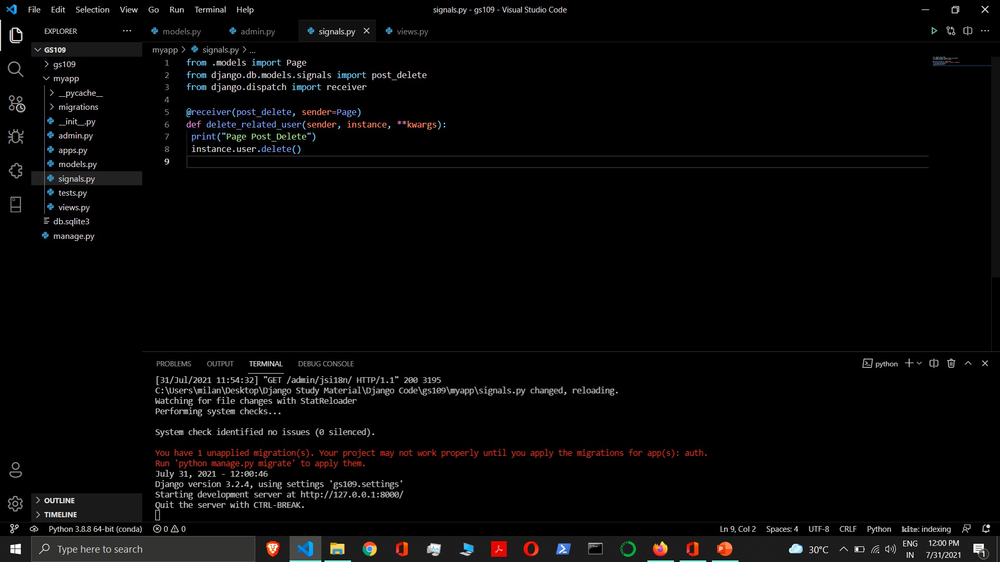 File Edit Selection View Go Run Terminal Help
signals.py - gs109 - Visual Studio Code
EXPLORER ...
models.py admin.py signals.py views.py
GS109
myapp > signals.py > ...
gs109
myapp
__pycache__
migrations
__init__.py
admin.py
apps.py
models.py
signals.py
tests.py
views.py
db.sqlite3
manage.py
1 from .models import Page
2 from django.db.models.signals import post_delete
3 from django.dispatch import receiver
4
5 @receiver(post_delete, sender=Page)
6 def delete_related_user(sender, instance, **kwargs):
7 print("Page Post_Delete")
8 instance.user.delete()
9
PROBLEMS OUTPUT TERMINAL DEBUG CONSOLE
python
[31/Jul/2021 11:54:32] "GET /admin/jsi18n/ HTTP/1.1" 200 3195
C:\Users\milan\Desktop\Django Study Material\Django Code\gs109\myapp\signals.py changed, reloading.
Watching for file changes with StatReloader
Performing system checks...
System check identified no issues (0 silenced).
You have 1 unapplied migration(s). Your project may not work properly until you apply the migrations for app(s): auth.
Run 'python manage.py migrate' to apply them.
July 31, 2021 - 12:00:46
Django version 3.2.4, using settings 'gs109.settings'
Starting development server at http://127.0.0.1:8000/
Quit the server with CTRL-BREAK.
OUTLINE
TIMELINE
Python 3.8.8 64-bit (conda) 0 0
Ln 9, Col 2 Spaces: 4 UTF-8 CRLF Python kite: indexing
Type here to search
30°C
ENG
IN
12:00 PM
7/31/2021
1